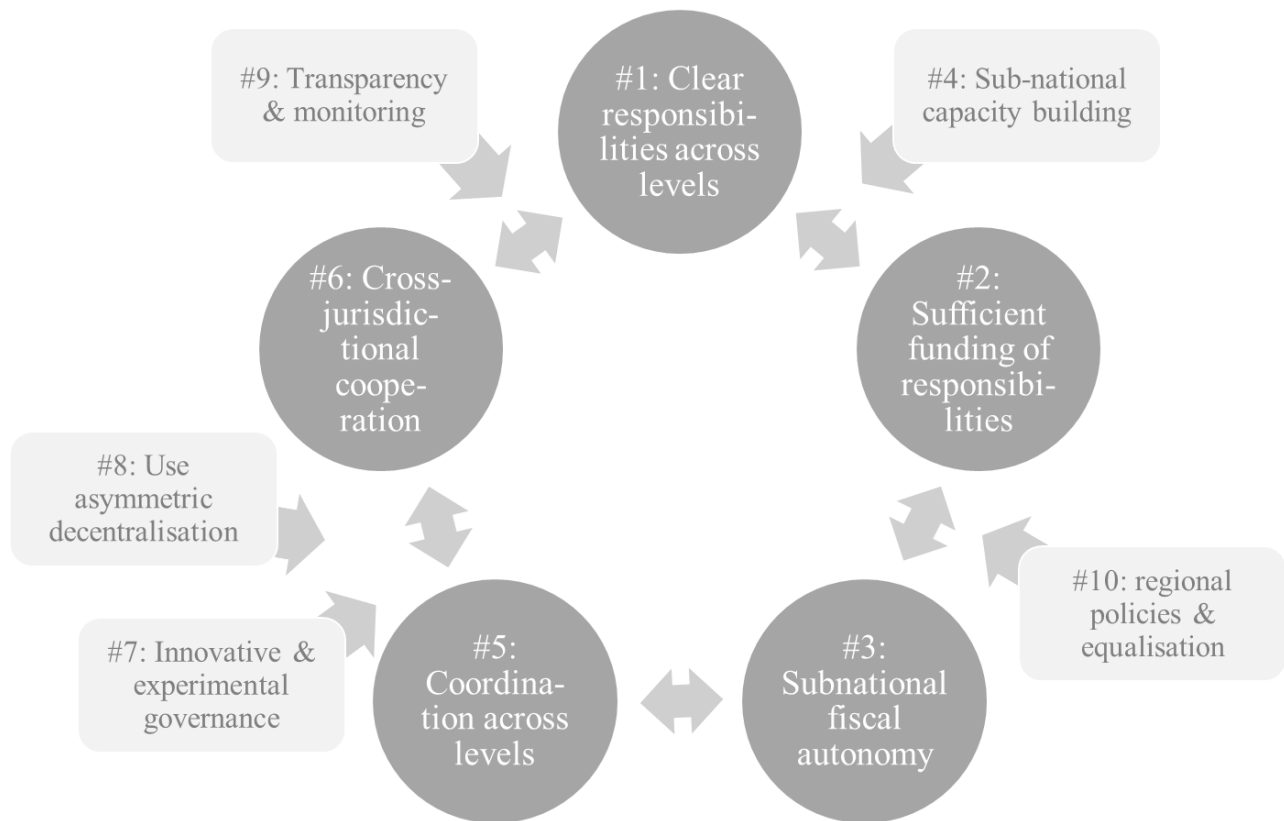 #9: Transparency
& monitoring
#1: Clear
responsibi-
lities across
levels
#4: Sub-national
capacity building
#6: Cross-
jurisdic-
tional
coope-
ration
#2:
Sufficient
funding of
responsibi-
lities
#8: Use
asymmetric
decentralisation
#7: Innovative &
experimental
governance
#5:
Coordina-
tion across
levels
#3:
Subnational
fiscal
autonomy
#10: regional
policies &
equalisation